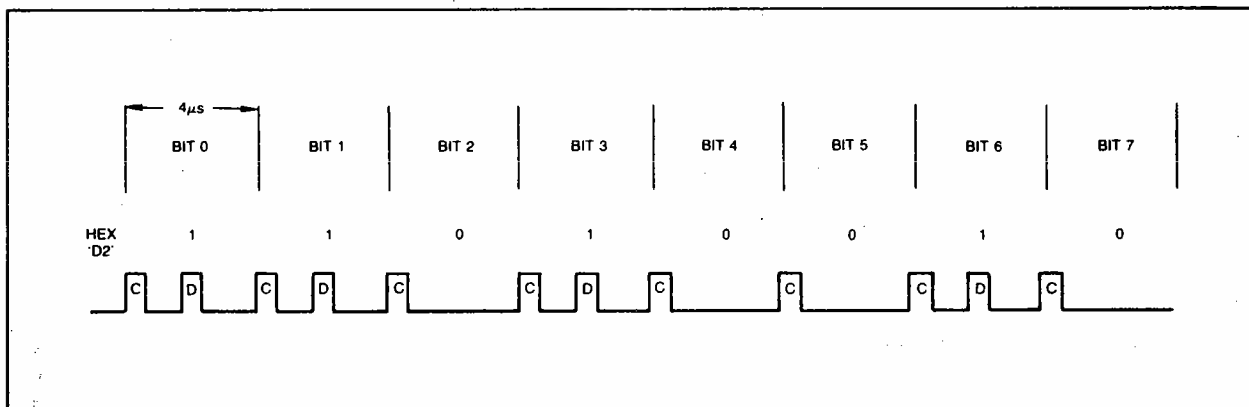 4μs
BIT 0 BIT 1 BIT 2 BIT 3 BIT 4 BIT 5 BIT 6 BIT 7
HEX 1 1 0 1 0 0 1 0
'D2'
C D C D C C D C C C D C